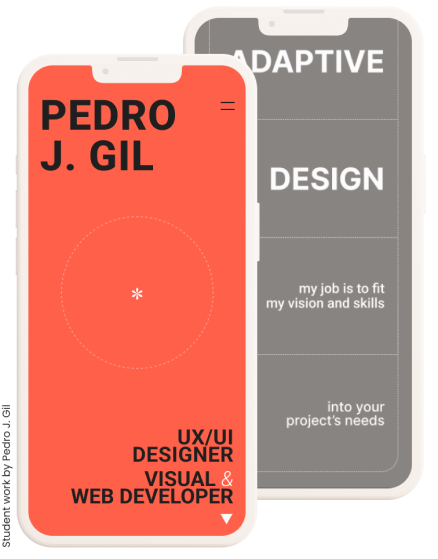 PEDRO
J. GIL
*
UX/UI
DESIGNER
VISUAL &
WEB DEVELOPER
ADAPTIVE
DESIGN
my job is to fit
my vision and skills
into your
project's needs
Student work by Pedro J. Gil